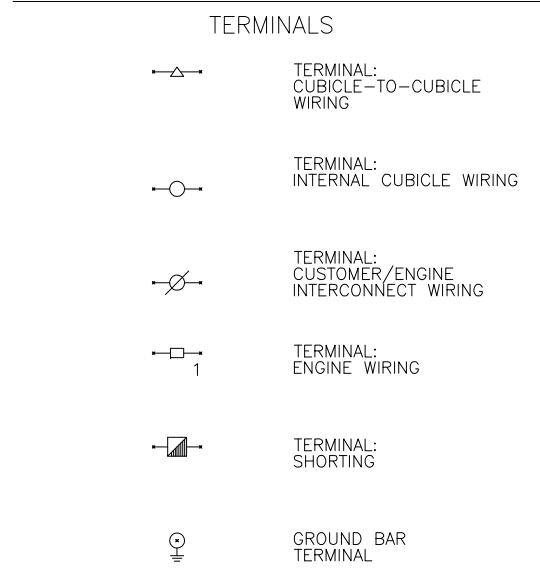 TERMINALS
TERMINAL:
CUBICLE-TO-CUBICLE
WIRING
TERMINAL:
INTERNAL CUBICLE WIRING
TERMINAL:
CUSTOMER/ENGINE
INTERCONNECT WIRING
TERMINAL:
ENGINE WIRING
1
TERMINAL:
SHORTING
GROUND BAR
TERMINAL